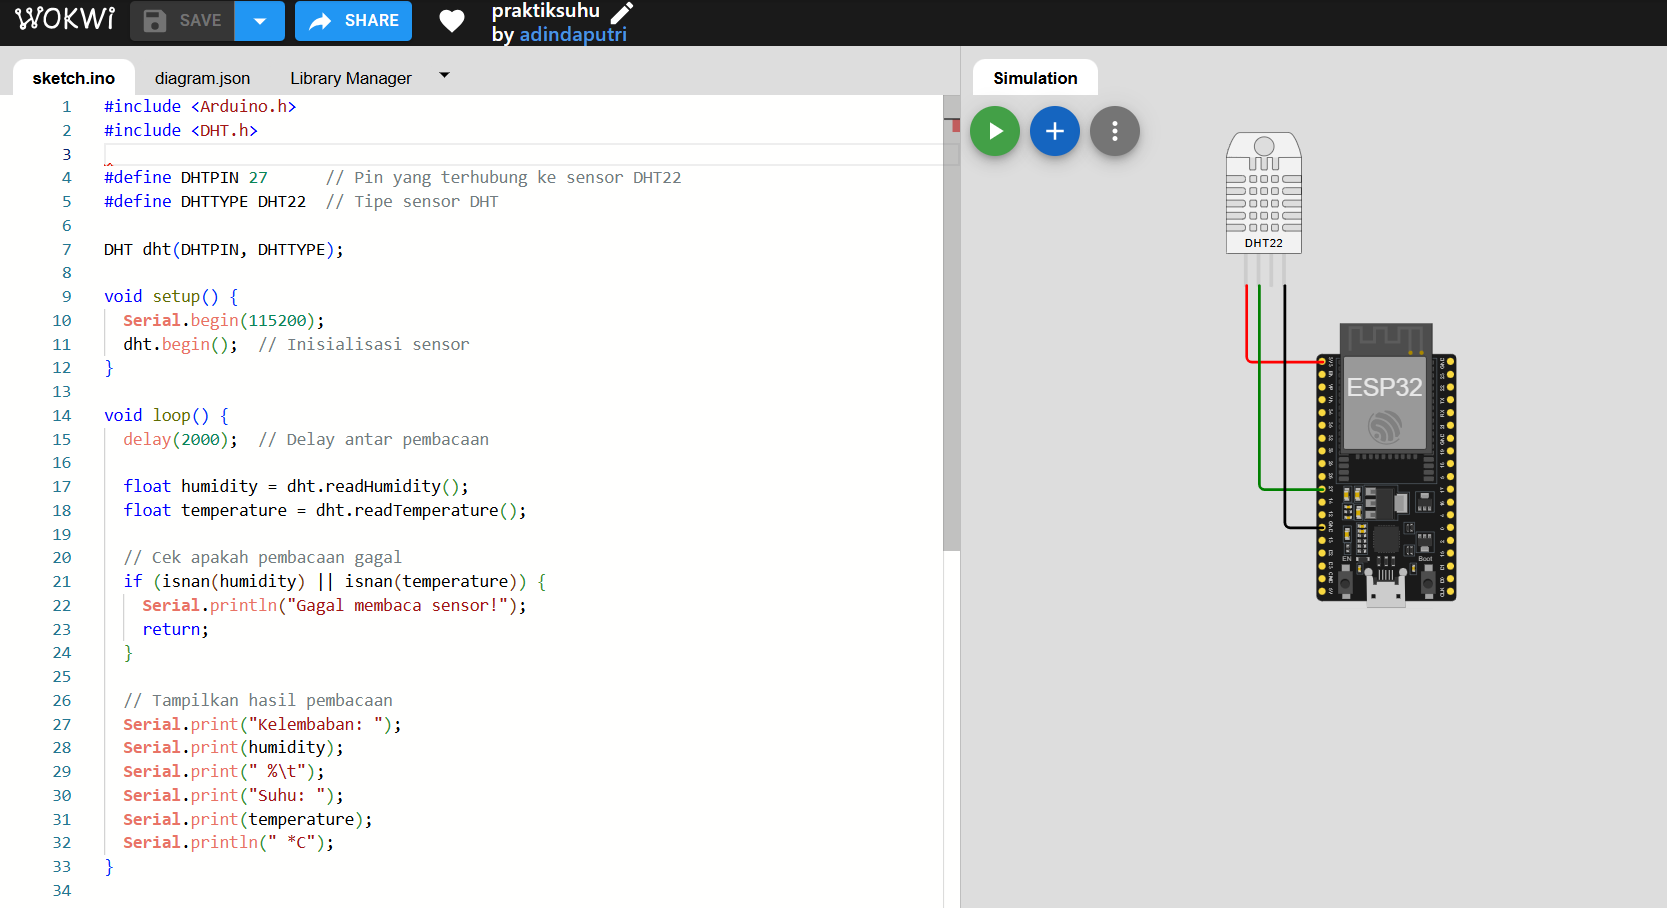 WOKWi
SAVE
SHARE
praktiksuhu
by adindaputri
sketch.ino
diagram.json
Library Manager
Simulation
1 #include <Arduino.h>
2 #include <DHT.h>
3
4 #define DHTPIN 27      // Pin yang terhubung ke sensor DHT22
5 #define DHTTYPE DHT22  // Tipe sensor DHT
6
7 DHT dht(DHTPIN, DHTTYPE);
8
9 void setup() {
10   Serial.begin(115200);
11   dht.begin();  // Inisialisasi sensor
12 }
13
14 void loop() {
15   delay(2000);  // Delay antar pembacaan
16
17   float humidity = dht.readHumidity();
18   float temperature = dht.readTemperature();
19
20   // Cek apakah pembacaan gagal
21   if (isnan(humidity) || isnan(temperature)) {
22     Serial.println("Gagal membaca sensor!");
23     return;
24   }
25
26   // Tampilkan hasil pembacaan
27   Serial.print("Kelembaban: ");
28   Serial.print(humidity);
29   Serial.print(" %\t");
30   Serial.print("Suhu: ");
31   Serial.print(temperature);
32   Serial.println(" *C");
33 }
34
DHT22
ESP32
EN
Boot